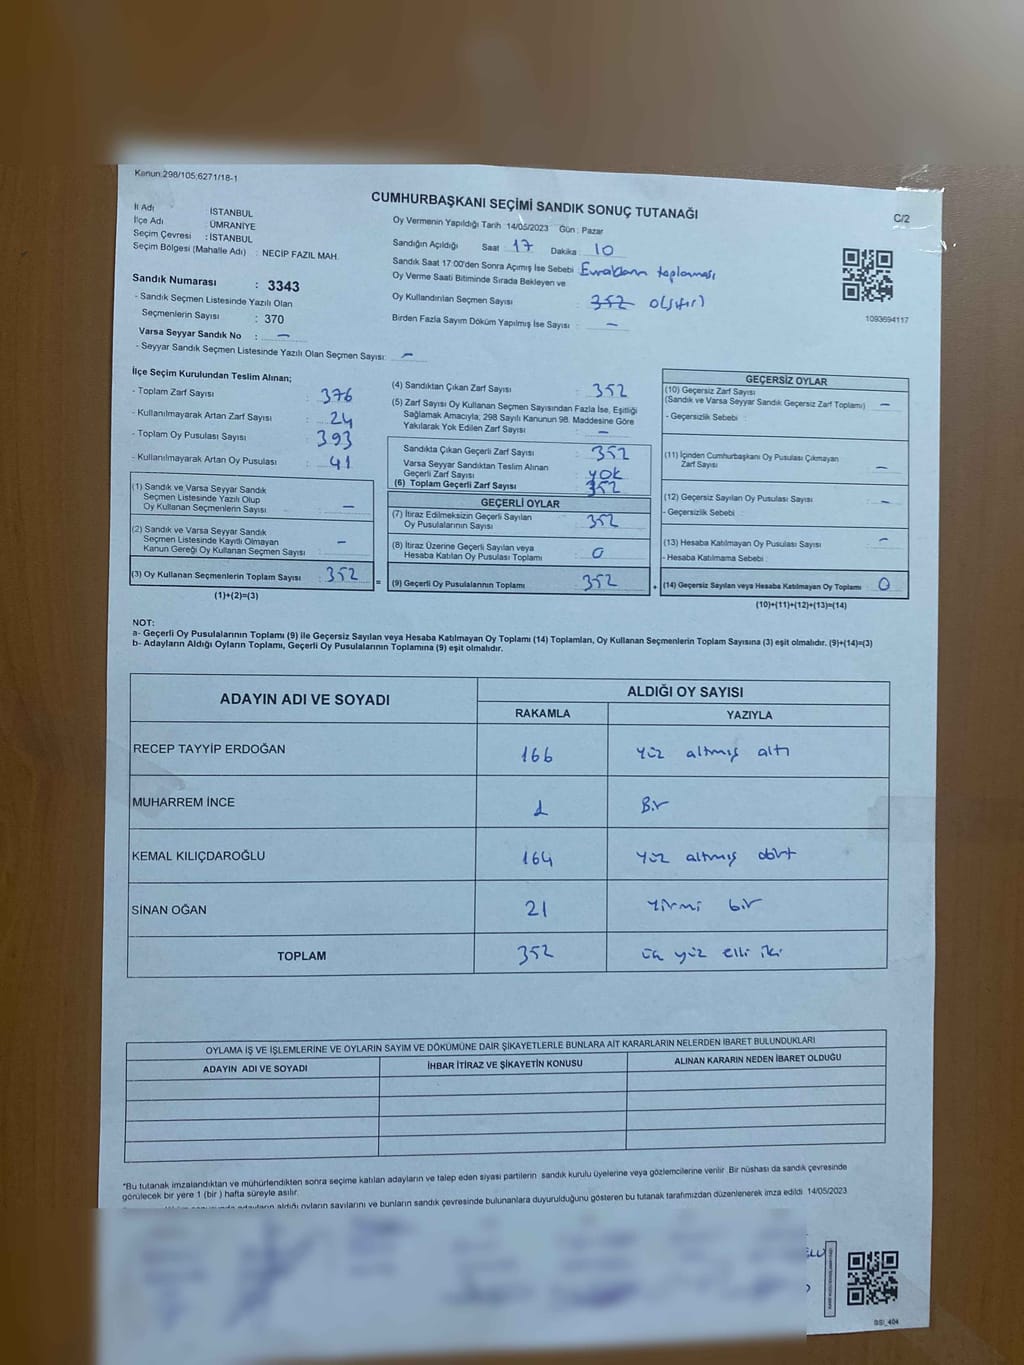 Kanun:298/105,6271/18-1
CUMHURBAŞKANI SEÇİMİ SANDIK SONUÇ TUTANAĞI
C/2
İl Adı : İSTANBUL
İlçe Adı : ÜMRANİYE
Seçim Çevresi : İSTANBUL
Seçim Bölgesi (Mahalle Adı) : NECİP FAZIL MAH.
Oy Vermenin Yapıldığı Tarih : 14/05/2023 Gün : Pazar
Sandığın Açıldığı Saat : 17 Dakika : 10
Sandık Saat 17:00'den Sonra Açılmış İse Sebebi : Evrakların toplanması
Oy Verme Saati Bitiminde Sırada Bekleyen ve
Oy Kullandırılan Seçmen Sayısı : 352 0(sıfır)
Birden Fazla Sayım Döküm Yapılmış İse Sayısı : —
1093694117
Sandık Numarası : 3343
- Sandık Seçmen Listesinde Yazılı Olan
Seçmenlerin Sayısı : 370
Varsa Seyyar Sandık No : —
- Seyyar Sandık Seçmen Listesinde Yazılı Olan Seçmen Sayısı: —
İlçe Seçim Kurulundan Teslim Alınan;
- Toplam Zarf Sayısı : 376
- Kullanılmayarak Artan Zarf Sayısı : 24
- Toplam Oy Pusulası Sayısı : 393
- Kullanılmayarak Artan Oy Pusulası : 41
(1) Sandık ve Varsa Seyyar Sandık
Seçmen Listesinde Yazılı Olup
Oy Kullanan Seçmenlerin Sayısı : —
(2) Sandık ve Varsa Seyyar Sandık
Seçmen Listesinde Kayıtlı Olmayan
Kanun Gereği Oy Kullanan Seçmen Sayısı : —
(3) Oy Kullanan Seçmenlerin Toplam Sayısı : 352
(1)+(2)=(3)
(4) Sandıktan Çıkan Zarf Sayısı : 352
(5) Zarf Sayısı Oy Kullanan Seçmen Sayısından Fazla İse, Eşitliği
Sağlamak Amacıyla, 298 Sayılı Kanunun 98. Maddesine Göre
Yakılarak Yok Edilen Zarf Sayısı : —
Sandıkta Çıkan Geçerli Zarf Sayısı : 352
Varsa Seyyar Sandıktan Teslim Alınan
Geçerli Zarf Sayısı : yok
(6) Toplam Geçerli Zarf Sayısı : 352
GEÇERLİ OYLAR
(7) İtiraz Edilmeksizin Geçerli Sayılan
Oy Pusulalarının Sayısı : 352
(8) İtiraz Üzerine Geçerli Sayılan veya
Hesaba Katılan Oy Pusulası Toplamı : 0
= (9) Geçerli Oy Pusulalarının Toplamı : 352 +
GEÇERSİZ OYLAR
(10) Geçersiz Zarf Sayısı
(Sandık ve Varsa Seyyar Sandık Geçersiz Zarf Toplamı) : —
- Geçersizlik Sebebi :
(11) İçinden Cumhurbaşkanı Oy Pusulası Çıkmayan
Zarf Sayısı : —
(12) Geçersiz Sayılan Oy Pusulası Sayısı : —
- Geçersizlik Sebebi :
(13) Hesaba Katılmayan Oy Pusulası Sayısı : —
- Hesaba Katılmama Sebebi :
(14) Geçersiz Sayılan veya Hesaba Katılmayan Oy Toplamı : 0
(10)+(11)+(12)+(13)=(14)
NOT:
a- Geçerli Oy Pusulalarının Toplamı (9) ile Geçersiz Sayılan veya Hesaba Katılmayan Oy Toplamı (14) Toplamları, Oy Kullanan Seçmenlerin Toplam Sayısına (3) eşit olmalıdır. (9)+(14)=(3)
b- Adayların Aldığı Oyların Toplamı, Geçerli Oy Pusulalarının Toplamına (9) eşit olmalıdır.
ADAYIN ADI VE SOYADI
ALDIĞI OY SAYISI
RAKAMLA YAZIYLA
RECEP TAYYİP ERDOĞAN 166 Yüz altmış altı
MUHARREM İNCE 1 Bir
KEMAL KILIÇDAROĞLU 164 Yüz altmış dört
SİNAN OĞAN 21 Yirmi bir
TOPLAM 352 üç yüz elli iki
OYLAMA İŞ VE İŞLEMLERİNE VE OYLARIN SAYIM VE DÖKÜMÜNE DAİR ŞİKAYETLERLE BUNLARA AİT KARARLARIN NELERDEN İBARET BULUNDUKLARI
ADAYIN ADI VE SOYADI İHBAR İTİRAZ VE ŞİKAYETİN KONUSU ALINAN KARARIN NEDEN İBARET OLDUĞU
*Bu tutanak imzalandıktan ve mühürlendikten sonra seçime katılan adayların ve talep eden siyasi partilerin sandık kurulu üyelerine veya gözlemcilerine verilir. Bir nüshası da sandık çevresinde
görülecek bir yere 1 (bir ) hafta süreyle asılır.
aldığı oyların sayılarını ve bunların sandık çevresinde bulunanlara duyurulduğunu gösteren bu tutanak tarafımızdan düzenlenerek imza edildi. 14/05/2023
BSI_404